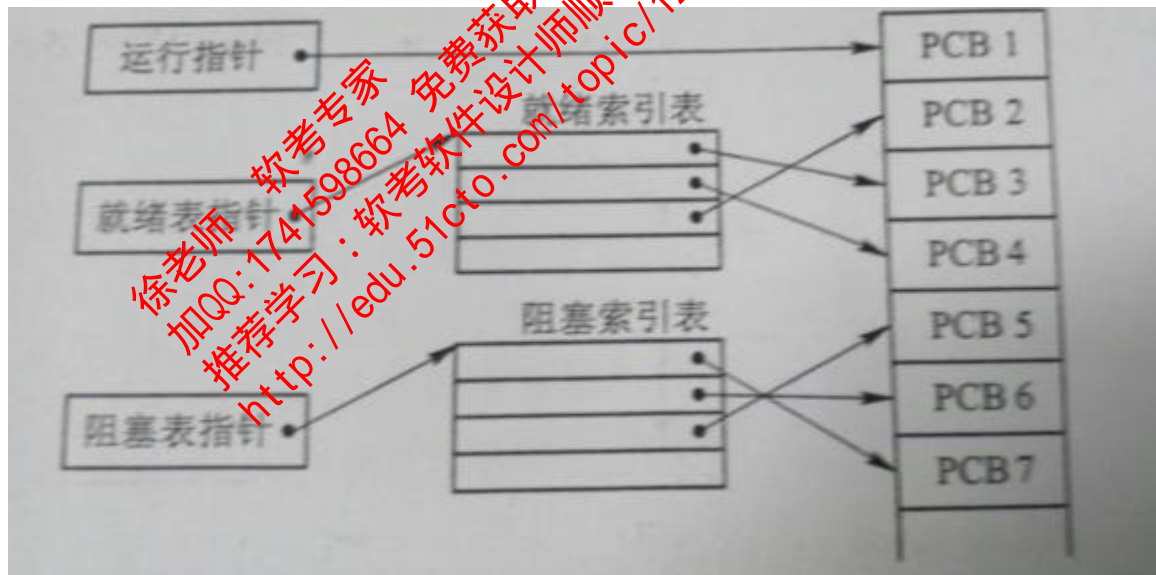 运行指针
PCB 1
就绪索引表
PCB 2
PCB 3
就绪表指针
PCB 4
阻塞索引表
PCB 5
PCB 6
阻塞表指针
PCB 7
徐老师 软考专家
加QQ:1741598664 免费获取
推荐学习:软考软件设计师顺
http://edu.51cto.com/topic/